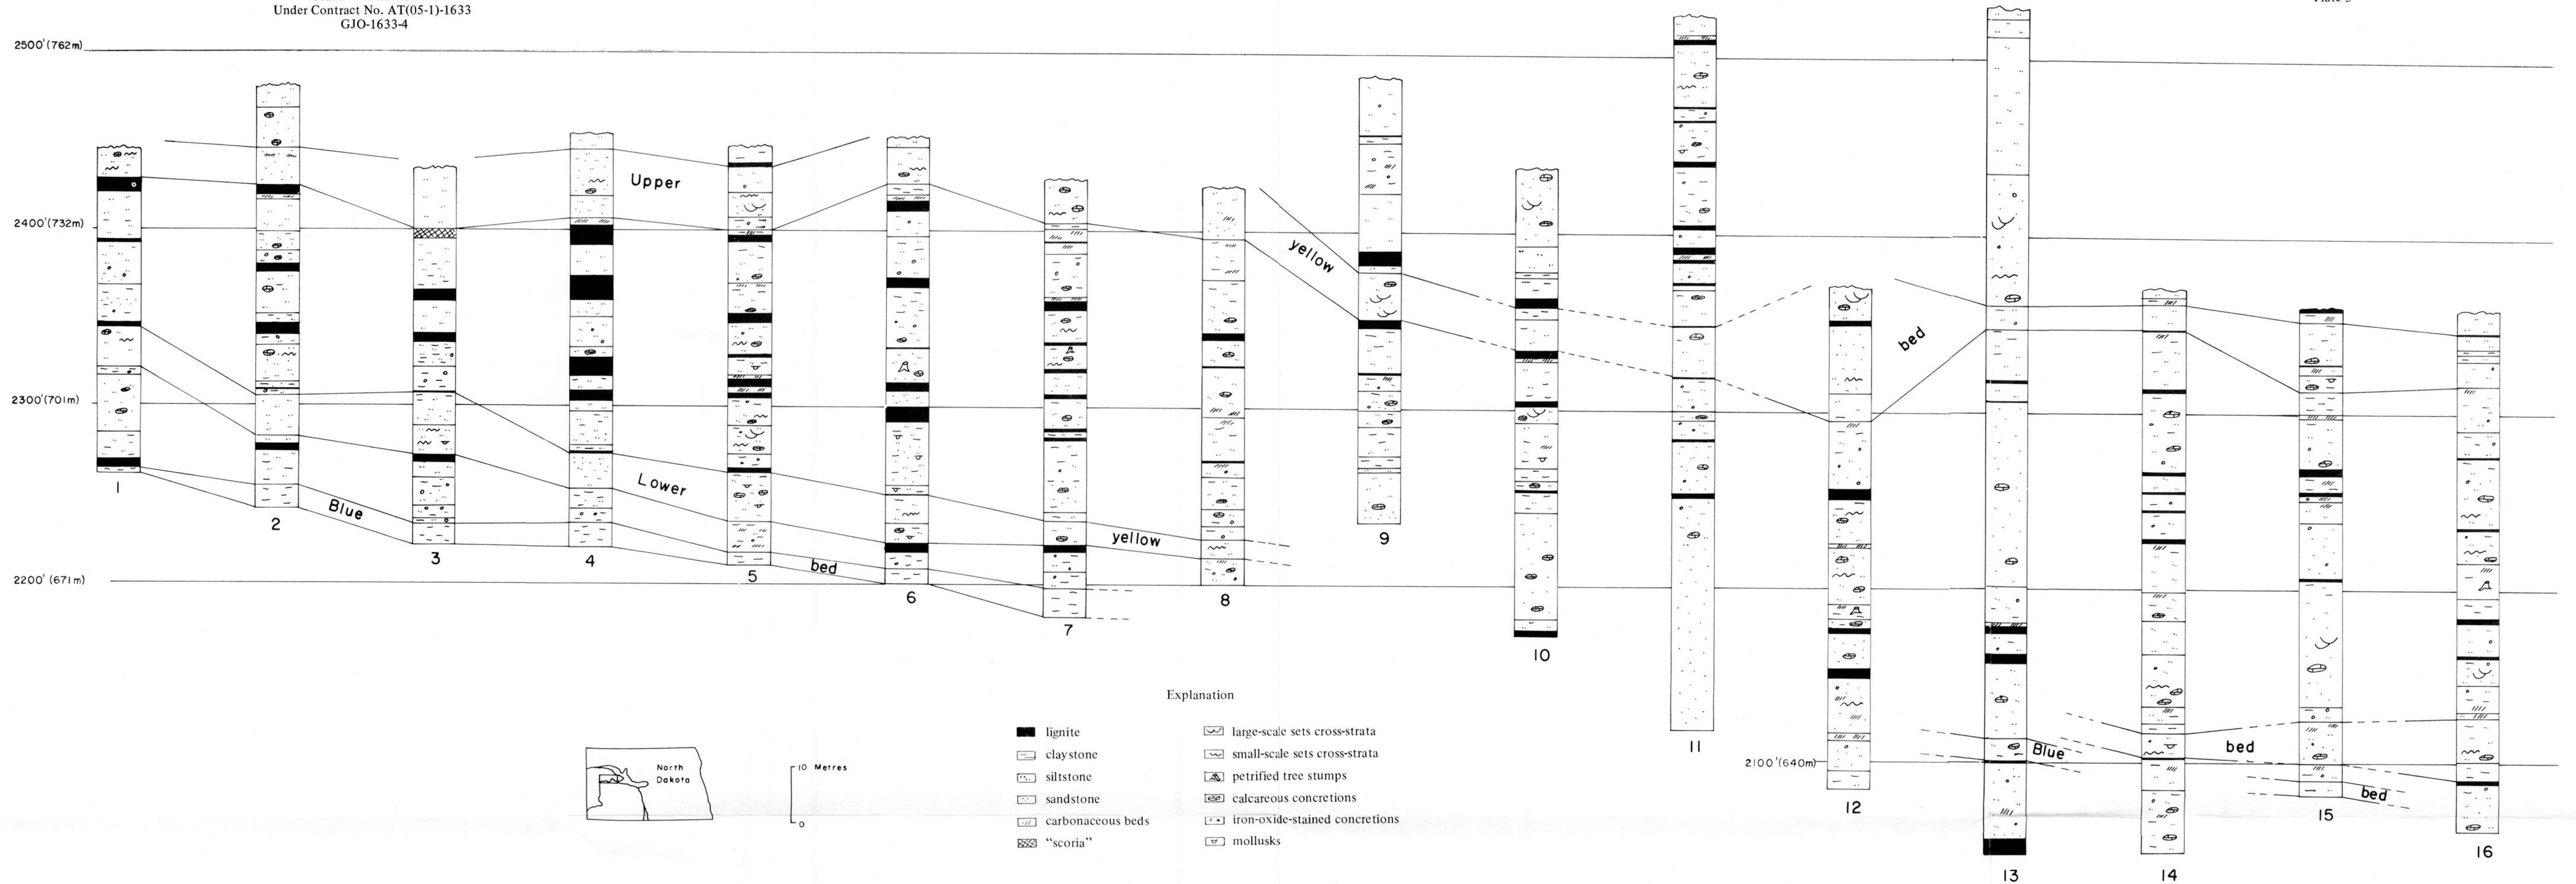 Under Contract No. AT(05-1)-1633
GJO-1633-4
2500'(762m)
2400'(732m)
2300'(701m)
2200'(671m)
2100'(640m)
Upper
yellow
bed
Lower
yellow
Blue
bed
Blue
bed
bed
1
2
3
4
5
6
7
8
9
10
11
12
13
14
15
16
North
Dakota
10 Metres
0
Explanation
lignite
claystone
siltstone
sandstone
carbonaceous beds
"scoria"
large-scale sets cross-strata
small-scale sets cross-strata
petrified tree stumps
calcareous concretions
iron-oxide-stained concretions
mollusks